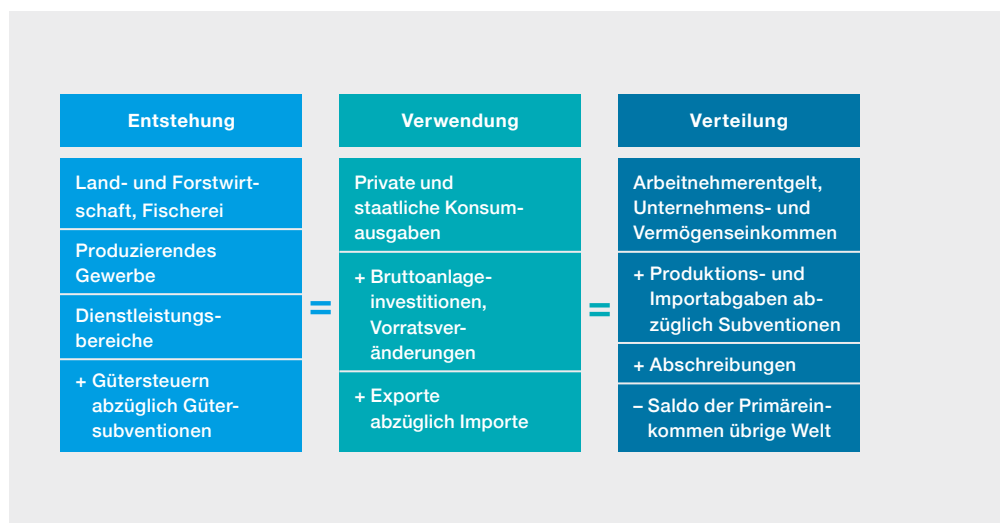 Entstehung
Land- und Forstwirt-
schaft, Fischerei
Produzierendes
Gewerbe
Dienstleistungs-
bereiche
+ Gütersteuern
abzüglich Güter-
subventionen
=
Verwendung
Private und
staatliche Konsum-
ausgaben
+ Bruttoanlage-
investitionen,
Vorratsver-
änderungen
+ Exporte
abzüglich Importe
=
Verteilung
Arbeitnehmerentgelt,
Unternehmens- und
Vermögenseinkommen
+ Produktions- und
Importabgaben ab-
züglich Subventionen
+ Abschreibungen
– Saldo der Primärein-
kommen übrige Welt